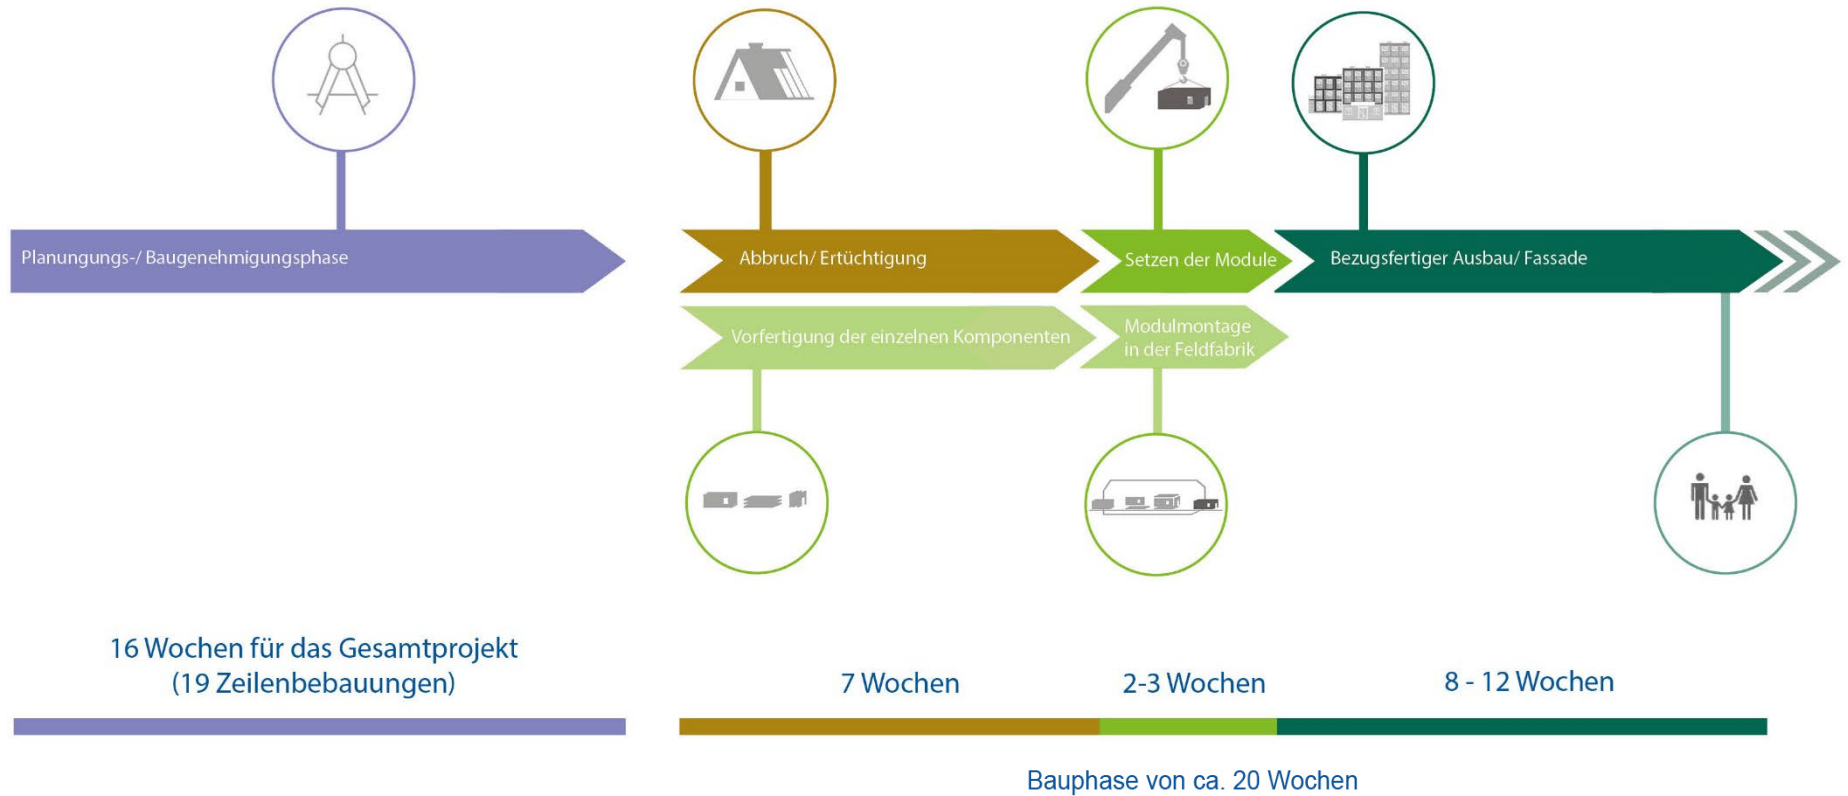 Planungungs-/ Baugenehmigungsphase
Abbruch/ Ertüchtigung
Setzen der Module
Bezugsfertiger Ausbau/ Fassade
Vorfertigung der einzelnen Komponenten
Modulmontage
in der Feldfabrik
16 Wochen für das Gesamtprojekt
(19 Zeilenbebauungen)
7 Wochen
2-3 Wochen
8 - 12 Wochen
Bauphase von ca. 20 Wochen